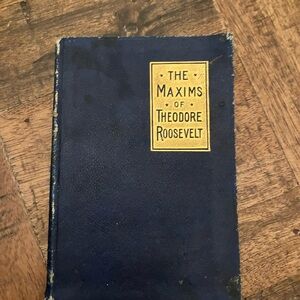 · THE ·
MAXIMS
· OF ·
THEODORE
ROOSEVELT